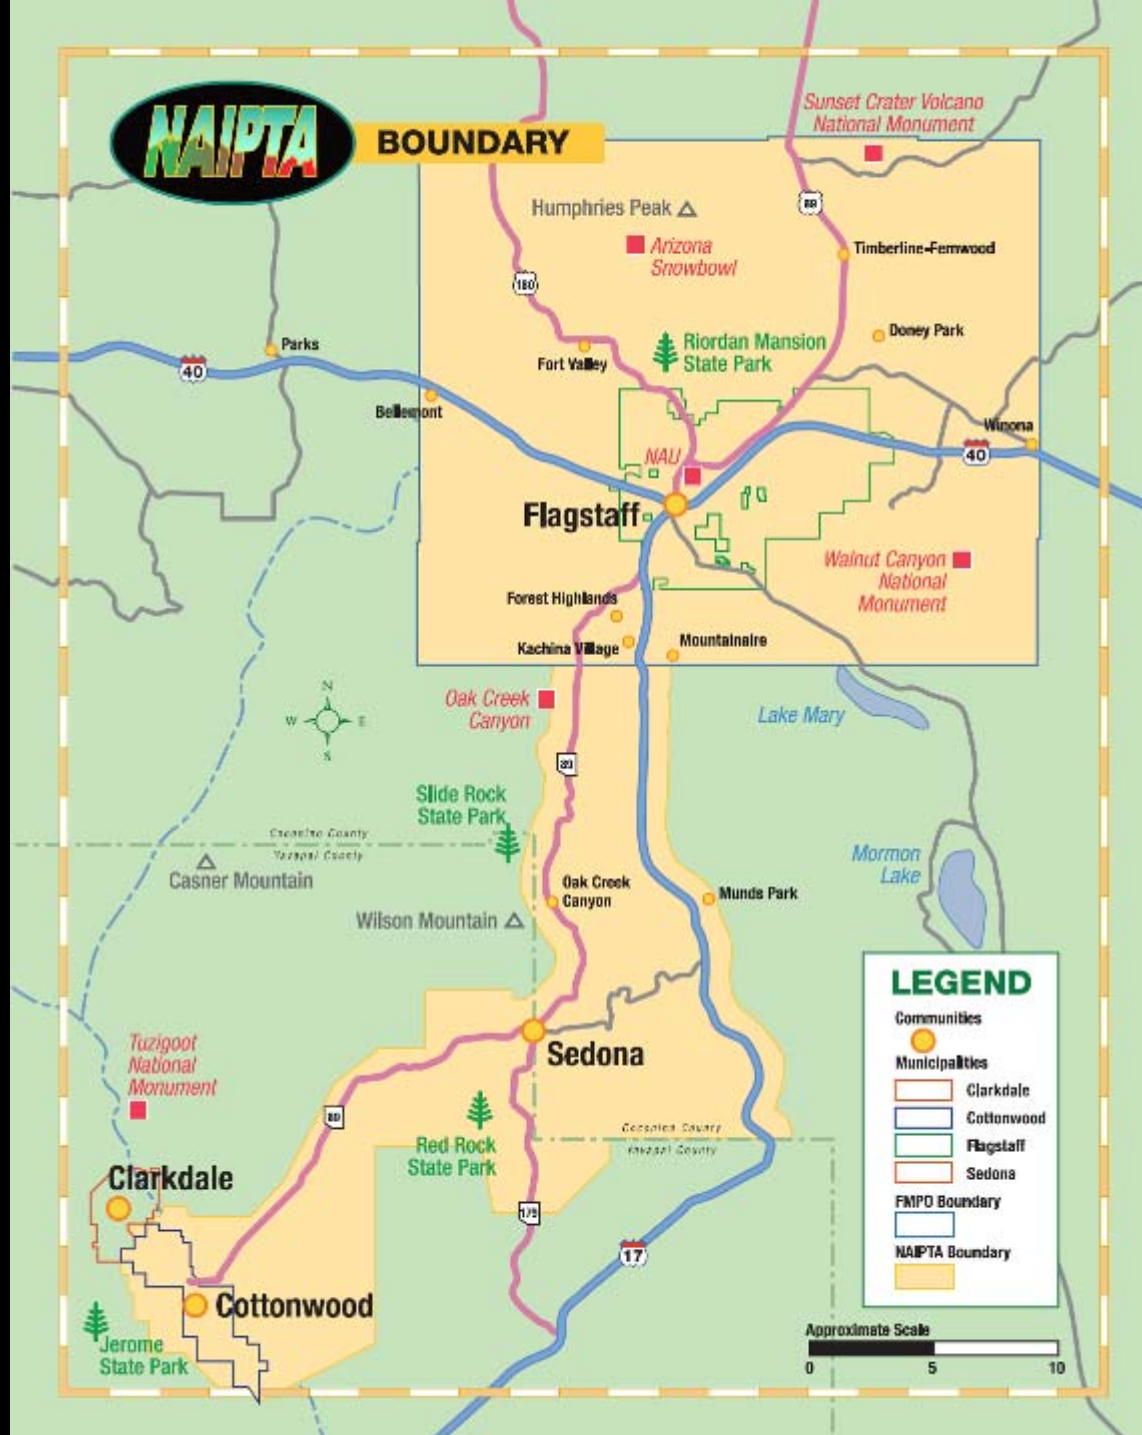 NAIPTA
BOUNDARY
Sunset Crater Volcano
National Monument
89
Humphries Peak
Arizona
Snowbowl
Timberline-Fernwood
180
Doney Park
Riordan Mansion
State Park
Parks
Fort Valley
40
Bellemont
Winona
40
NAU
Flagstaff
Walnut Canyon
National
Monument
Forest Highlands
Kachina Village
Mountainaire
Oak Creek
Canyon
Lake Mary
N
W
E
S
89
Slide Rock
State Park
Coconino County
Yavapai County
Casner Mountain
Mormon
Lake
Oak Creek
Canyon
Munds Park
Wilson Mountain
Sedona
Tuzigoot
National
Monument
89
Red Rock
State Park
Coconino County
Yavapai County
Clarkdale
179
17
Cottonwood
Jerome
State Park
LEGEND
Communities
Municipalities
Clarkdale
Cottonwood
Flagstaff
Sedona
FMPO Boundary
NAIPTA Boundary
Approximate Scale
0
5
10